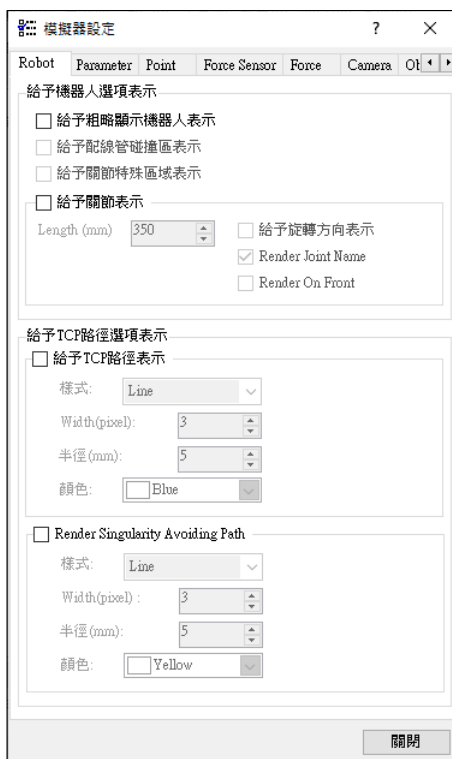 模擬器設定 ?
Robot Parameter Point Force Sensor Force Camera
給予機器人選項表示
給予粗略顯示機器人表示
給予配線管碰撞區表示
給予關節特殊區域表示
給予關節表示
Length (mm) 350 給予旋轉方向表示
Render Joint Name
Render On Front
給予TCP路徑選項表示
給予TCP路徑表示
樣式: Line
Width(pixel): 3
半徑(mm): 5
顏色: Blue
Render Singularity Avoiding Path
樣式: Line
Width(pixel) : 3
半徑(mm): 5
顏色: Yellow
關閉